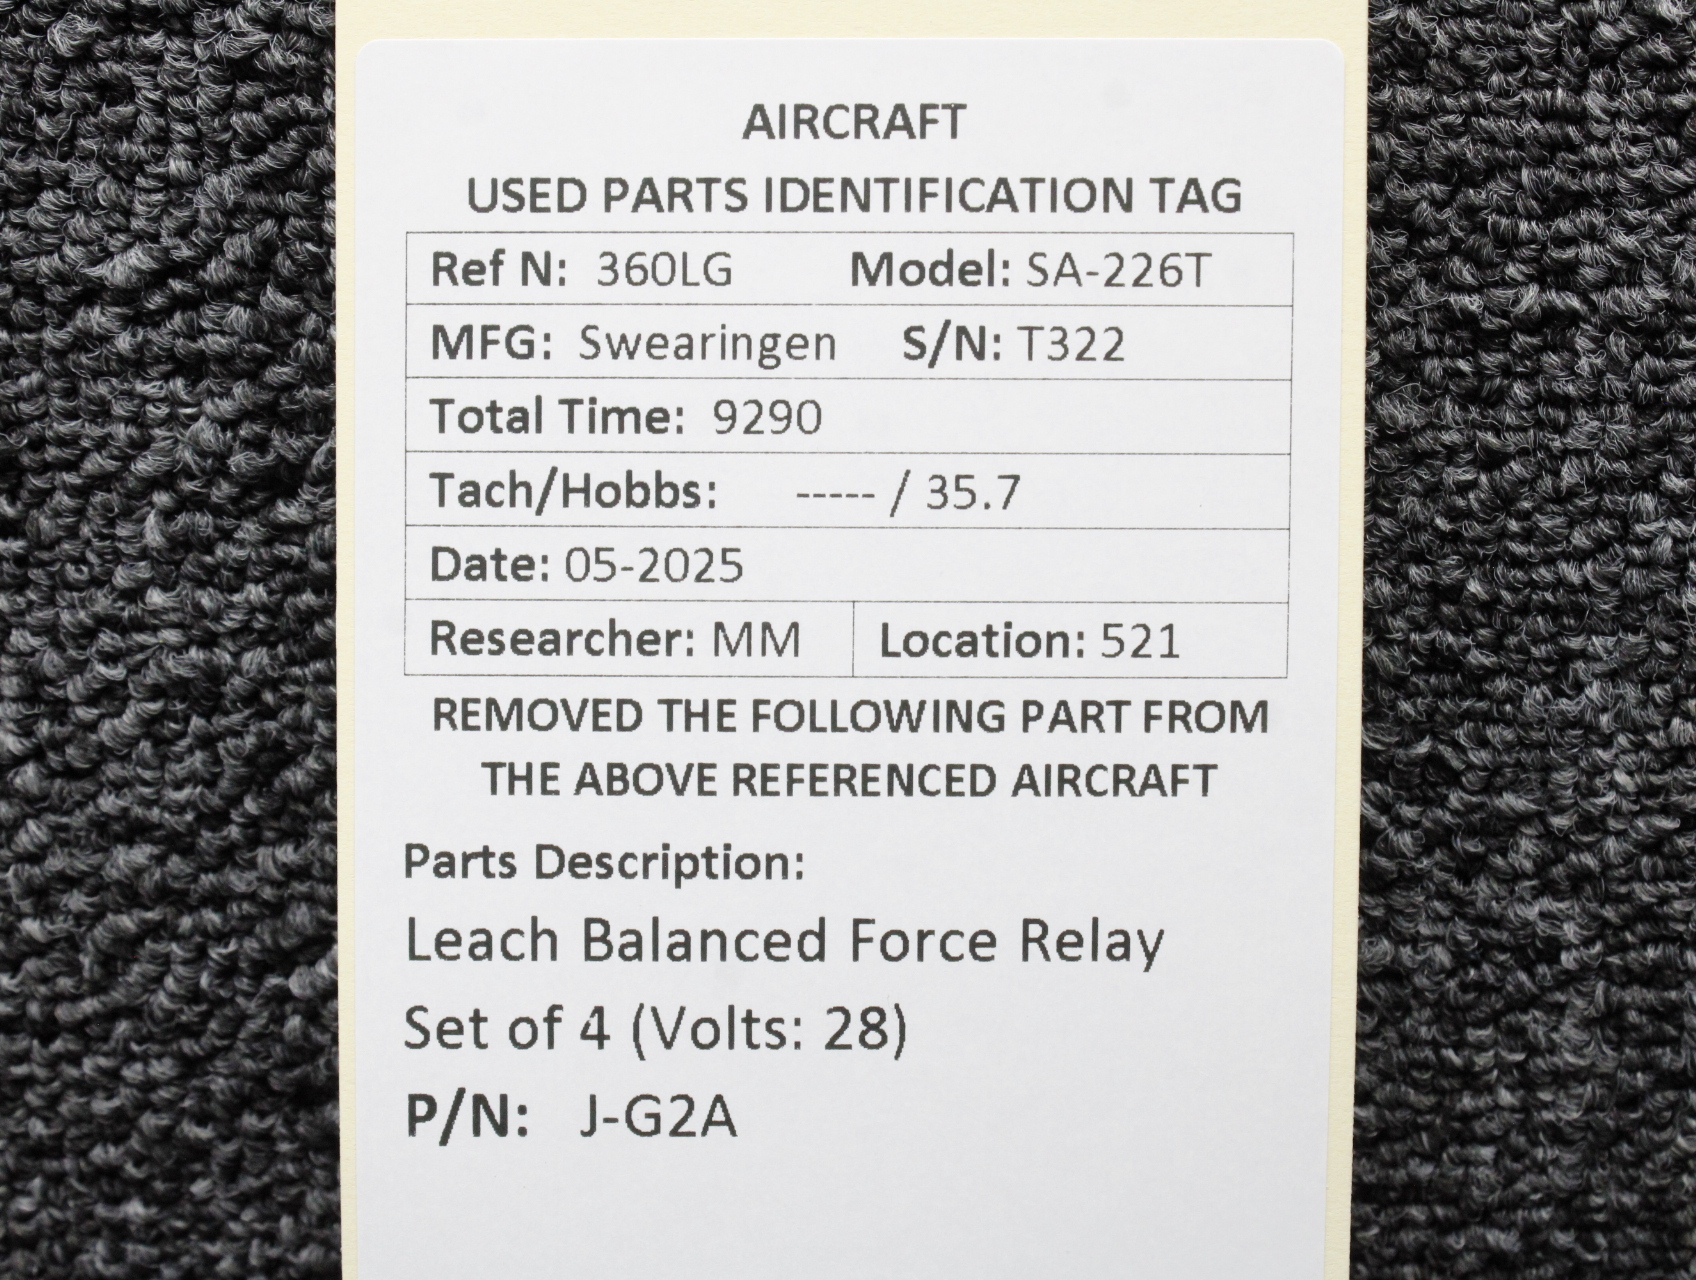 AIRCRAFT
USED PARTS IDENTIFICATION TAG
Ref N: 360LG Model: SA-226T
MFG: Swearingen S/N: T322
Total Time: 9290
Tach/Hobbs: ----- / 35.7
Date: 05-2025
Researcher: MM Location: 521
REMOVED THE FOLLOWING PART FROM
THE ABOVE REFERENCED AIRCRAFT
Parts Description:
Leach Balanced Force Relay
Set of 4 (Volts: 28)
P/N: J-G2A